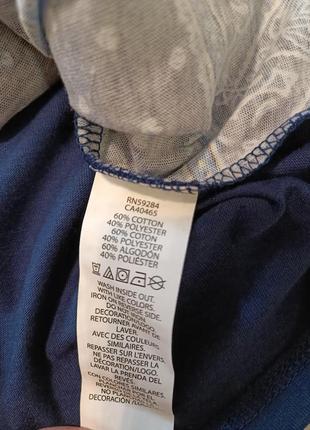 RN59284
CA40465
60% COTTON
40% POLYESTER
60% COTON
40% POLYESTER
60% ALGODÓN
40% POLIÉSTER
WASH INSIDE OUT.
WITH LIKE COLORS.
IRON ON REVERSE SIDE.
DO NOT IRON
DECORATION/LOGO.
RETOURNER AVANT DE
LAVER.
AVEC DES COULEURS
SIMILAIRES.
REPASSER SUR L'ENVERS.
NE PAS REPASSER LA
DÉCORATION/LOGO.
LAVAR LA PRENDA DEL
REVÉS.
CON COLORES SIMILARES.
NO PLANCHAR LA
DECORACIÓN / LOGO